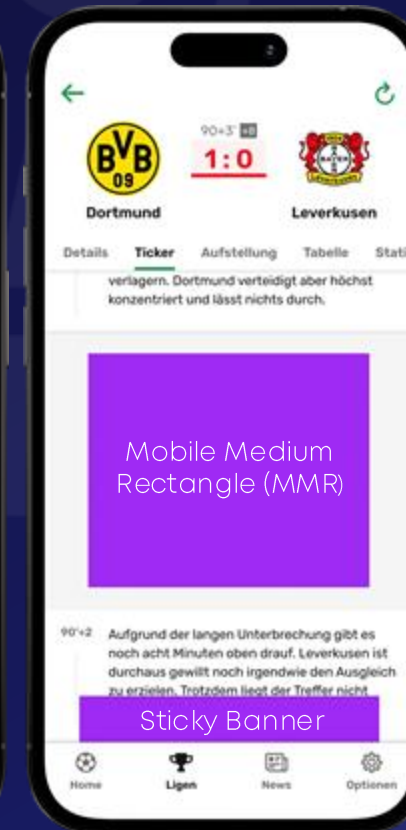 90+3' +8
BVB
09
1:0
BAYER
Dortmund
Leverkusen
Details Ticker Aufstellung Tabelle Stati
verlagern. Dortmund verteidigt aber höchst
konzentriert und lässt nichts durch.
Mobile Medium
Rectangle (MMR)
90'+2 Aufgrund der langen Unterbrechung gibt es
noch acht Minuten oben drauf. Leverkusen ist
durchaus gewillt noch irgendwie den Ausgleich
zu erzielen. Trotzdem liegt der Treffer nicht
Sticky Banner
Home Ligen News Optionen